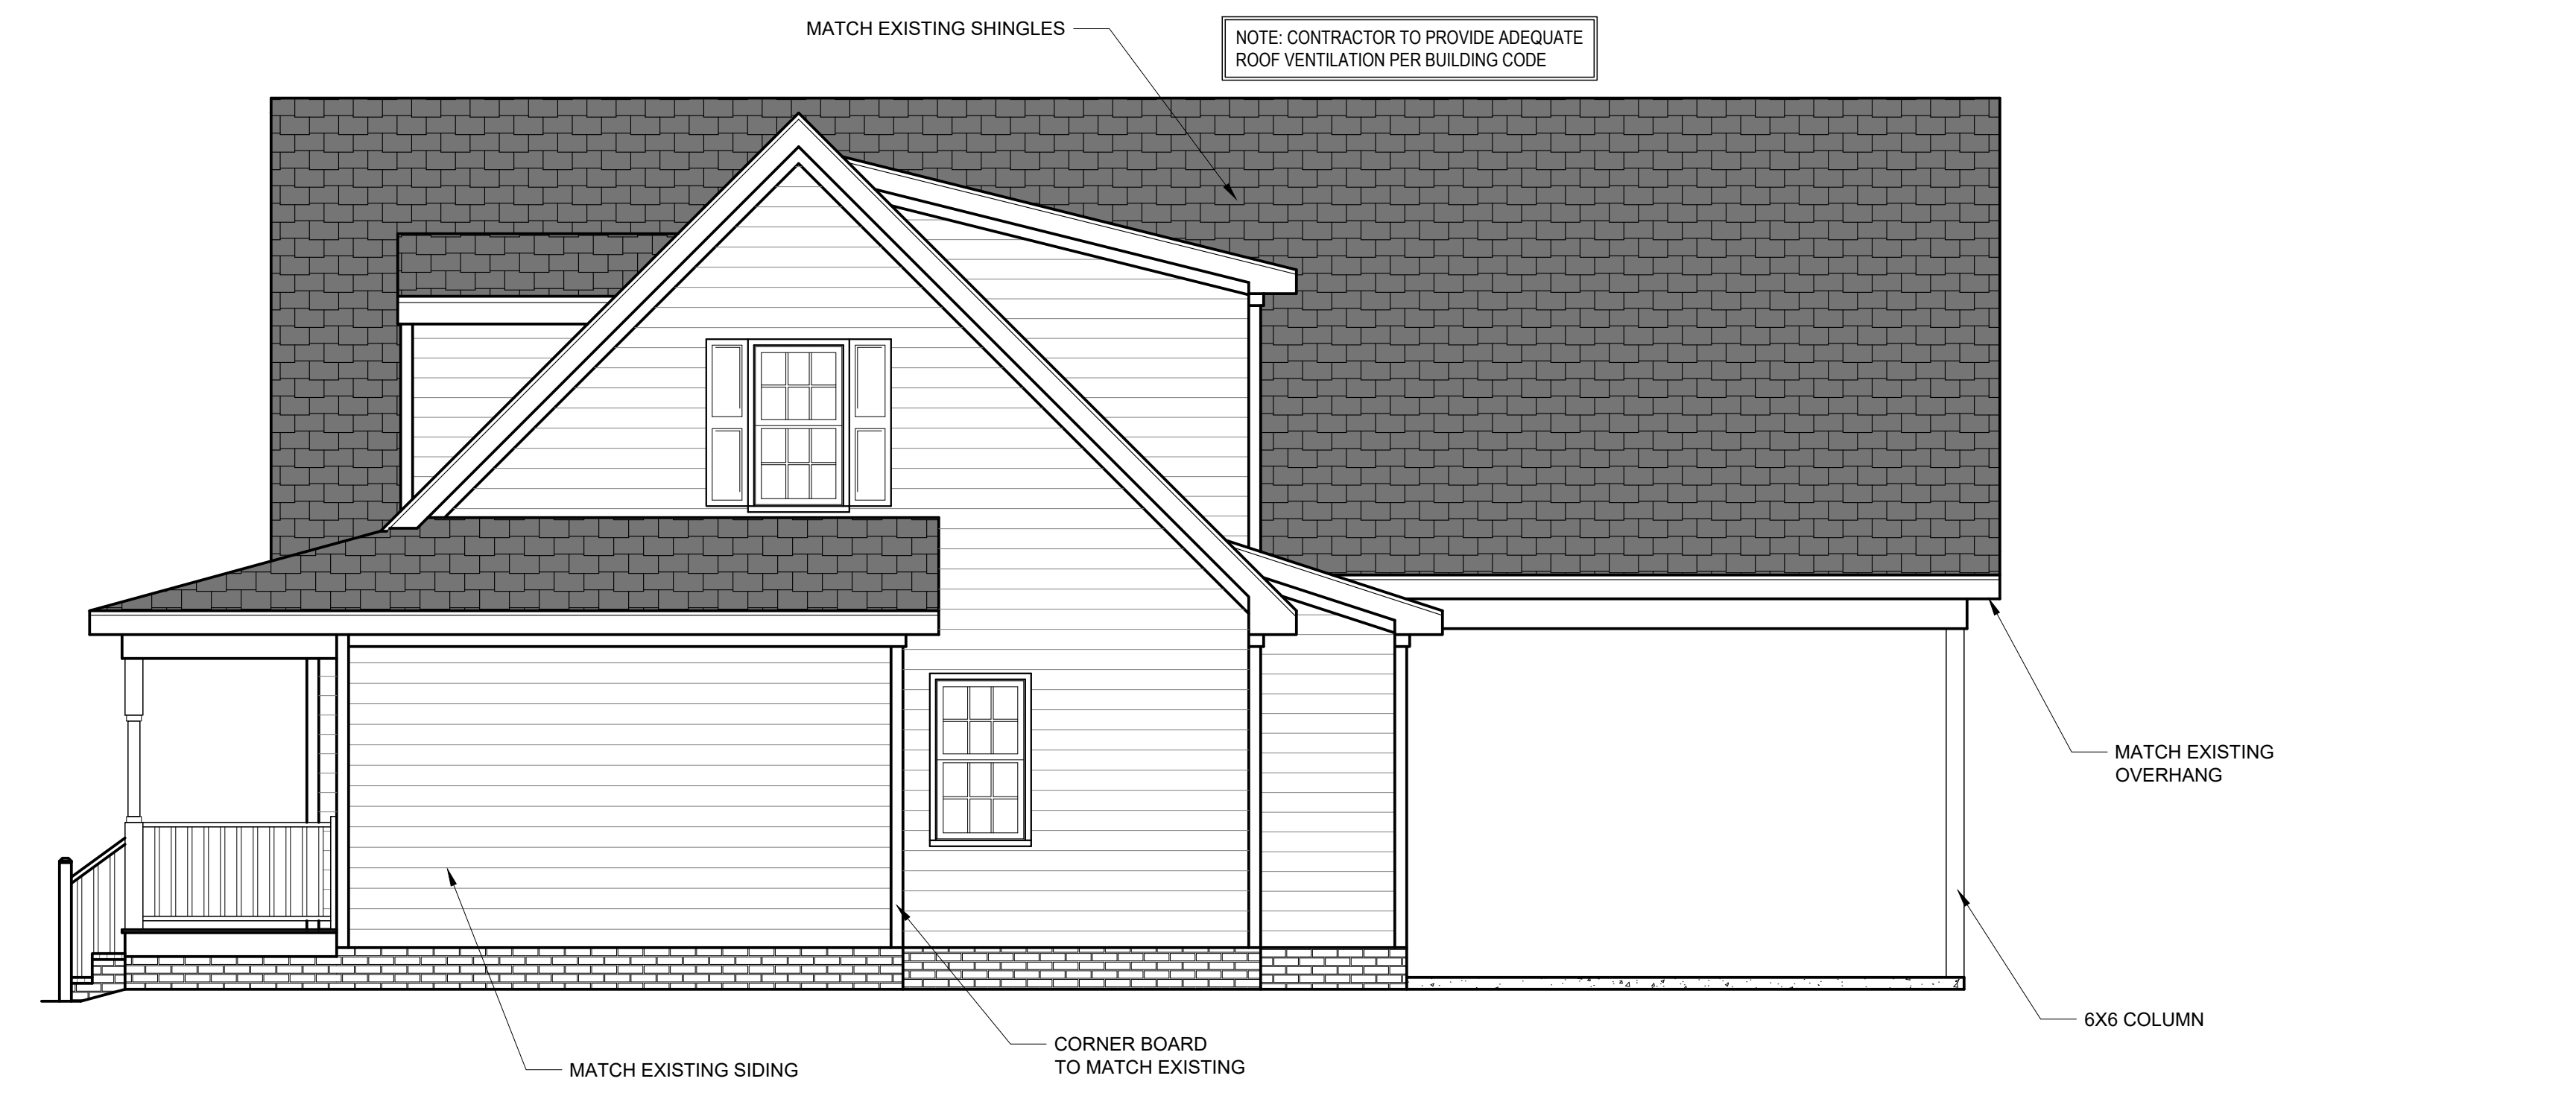 MATCH EXISTING SHINGLES
NOTE: CONTRACTOR TO PROVIDE ADEQUATE
ROOF VENTILATION PER BUILDING CODE
MATCH EXISTING
OVERHANG
6X6 COLUMN
CORNER BOARD
TO MATCH EXISTING
MATCH EXISTING SIDING